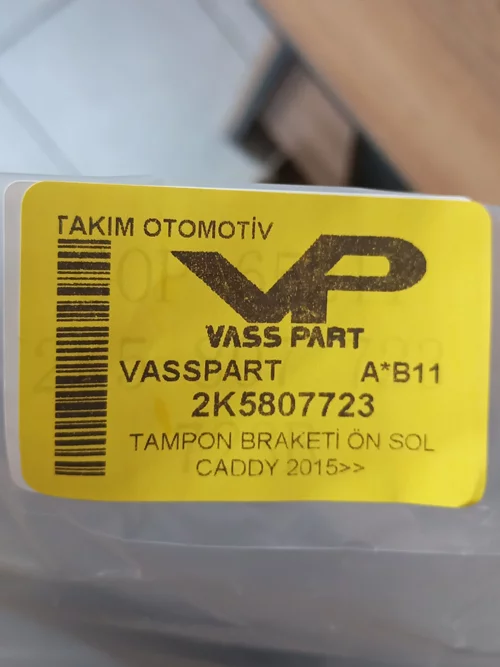 TAKIM OTOMOTİV
VP
VASS PART
VASSPART A*B11
2K5807723
TAMPON BRAKETİ ÖN SOL
CADDY 2015>>